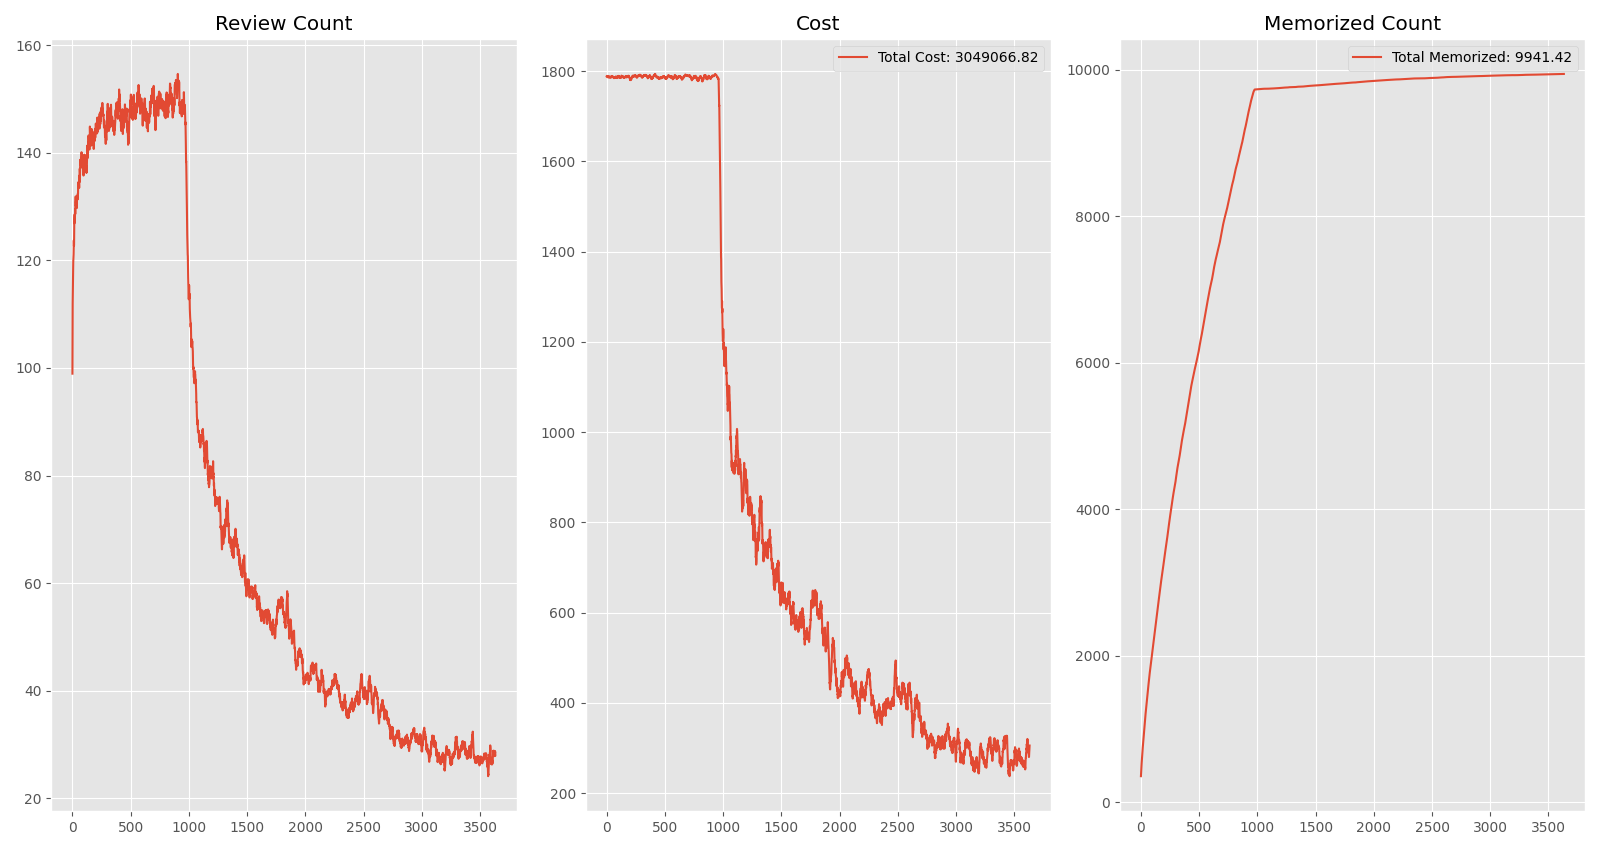 Review Count
160
140
120
100
80
60
40
20
0 500 1000 1500 2000 2500 3000 3500
Cost
Total Cost: 3049066.82
1800
1600
1400
1200
1000
800
600
400
200
0 500 1000 1500 2000 2500 3000 3500
Memorized Count
Total Memorized: 9941.42
10000
8000
6000
4000
2000
0
0 500 1000 1500 2000 2500 3000 3500